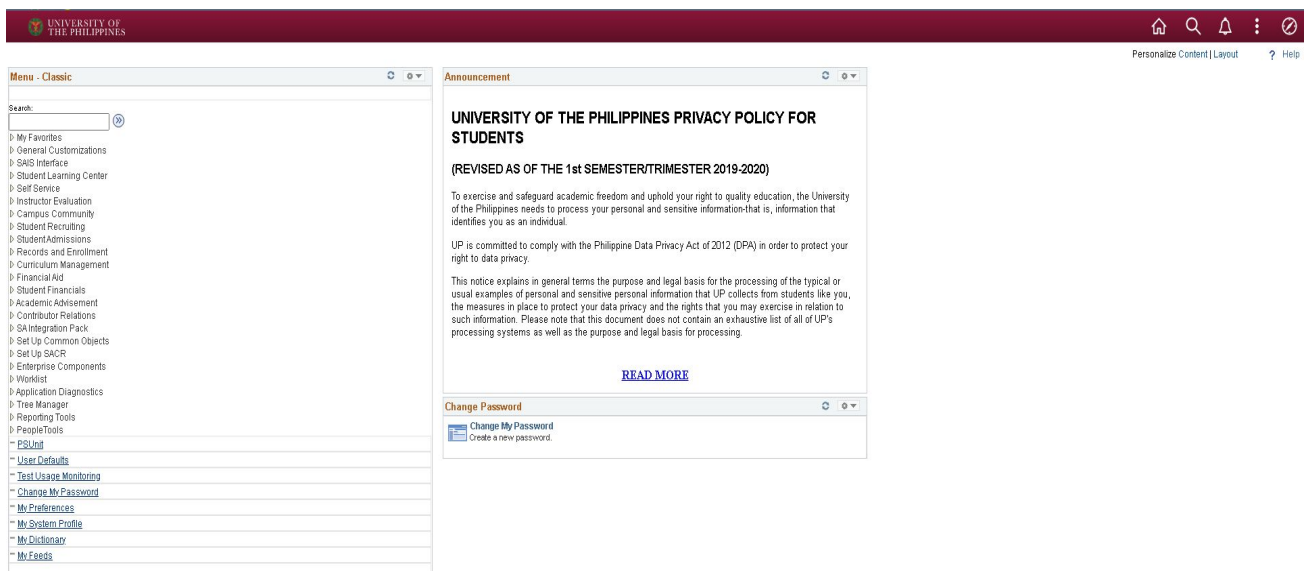 UNIVERSITY OF
THE PHILIPPINES
Personalize Content | Layout
? Help
Menu - Classic
Search:
My Favorites
General Customizations
SAIS Interface
Student Learning Center
Self Service
Instructor Evaluation
Campus Community
Student Recruiting
Student Admissions
Records and Enrollment
Curriculum Management
Financial Aid
Student Financials
Academic Advisement
Contributor Relations
SA Integration Pack
Set Up Common Objects
Set Up SACR
Enterprise Components
Worklist
Application Diagnostics
Tree Manager
Reporting Tools
PeopleTools
PSUnit
User Defaults
Test Usage Monitoring
Change My Password
My Preferences
My System Profile
My Dictionary
My Feeds
Announcement
UNIVERSITY OF THE PHILIPPINES PRIVACY POLICY FOR
STUDENTS
(REVISED AS OF THE 1st SEMESTER/TRIMESTER 2019-2020)
To exercise and safeguard academic freedom and uphold your right to quality education, the University
of the Philippines needs to process your personal and sensitive information-that is, information that
identifies you as an individual.
UP is committed to comply with the Philippine Data Privacy Act of 2012 (DPA) in order to protect your
right to data privacy.
This notice explains in general terms the purpose and legal basis for the processing of the typical or
usual examples of personal and sensitive personal information that UP collects from students like you,
the measures in place to protect your data privacy and the rights that you may exercise in relation to
such information. Please note that this document does not contain an exhaustive list of all of UP's
processing systems as well as the purpose and legal basis for processing.
READ MORE
Change Password
Change My Password
Create a new password.